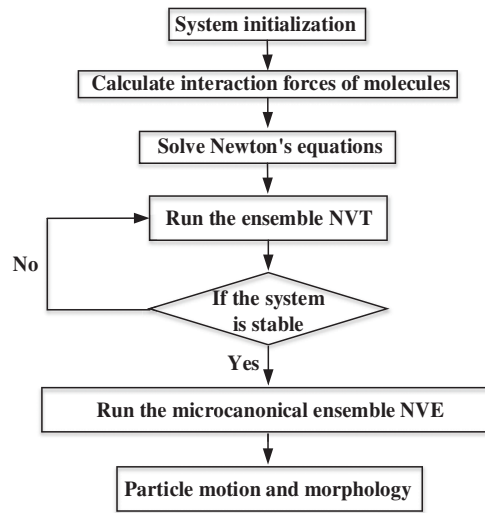 System initialization
Calculate interaction forces of molecules
Solve Newton's equations
Run the ensemble NVT
No
If the system
is stable
Yes
Run the microcanonical ensemble NVE
Particle motion and morphology